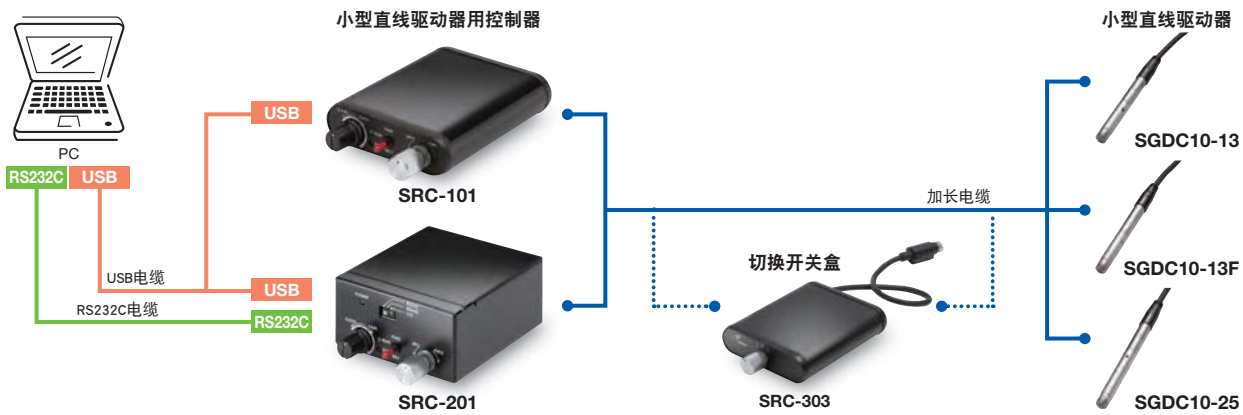 小型直线驱动器用控制器
小型直线驱动器
USB
PC
RS232C USB
SRC-101
SGDC10-13
加长电缆
切换开关盒
SGDC10-13F
USB电缆
USB
RS232C电缆
RS232C
SRC-201
SRC-303
SGDC10-25